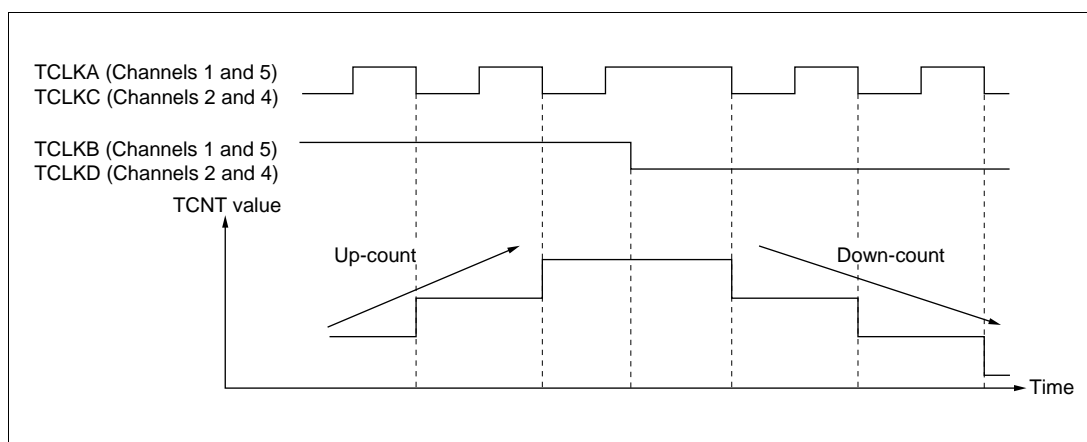 TCLKA (Channels 1 and 5)
TCLKC (Channels 2 and 4)
TCLKB (Channels 1 and 5)
TCLKD (Channels 2 and 4)
TCNT value
Up-count
Down-count
Time